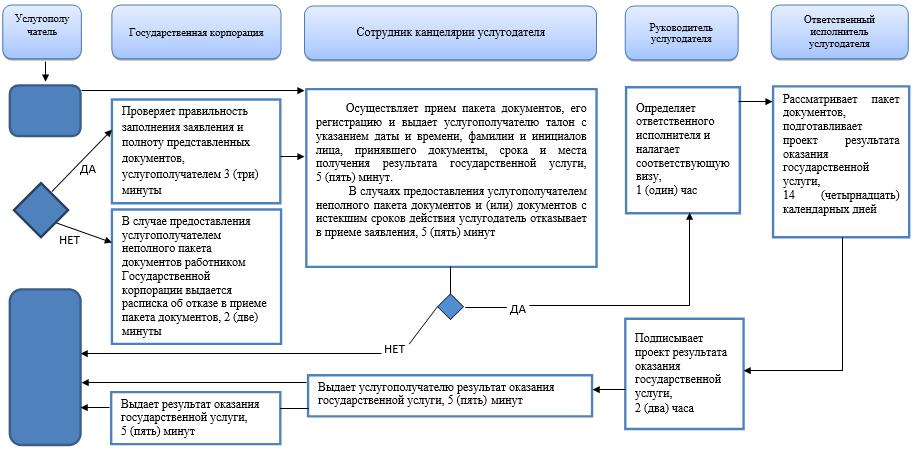 Услугополу
чатель
Государственная корпорация
Сотрудник канцелярии услугодателя
Руководитель
услугодателя
Ответственный
исполнитель
услугодателя
Проверяет правильность
заполнения заявления и
полноту представленных
документов,
услугополучателем 3 (три)
минуты
Осуществляет прием пакета документов, его
регистрацию и выдает услугополучателю талон с
указанием даты и времени, фамилии и инициалов
лица, принявшего документы, срока и места
получения результата государственной услуги,
5 (пять) минут.
В случаях предоставления услугополучателем
неполного пакета документов и (или) документов с
истекшим сроков действия услугодатель отказывает
в приеме заявления, 5 (пять) минут
Определяет
ответственного
исполнителя и
налагает
соответствующую
визу,
1 (один) час
Рассматривает пакет
документов,
подготавливает
проект результата
оказания
государственной
услуги,
14 (четырнадцать)
календарных дней
ДА
НЕТ
В случае предоставления
услугополучателем
неполного пакета
документов работником
Государственной
корпорации выдается
расписка об отказе в приеме
пакета документов, 2 (две)
минуты
ДА
НЕТ
Подписывает
проект результата
оказания
государственной
услуги,
2 (два) часа
Выдает услугополучателю результат оказания
государственной услуги, 5 (пять) минут
Выдает результат оказания
государственной услуги,
5 (пять) минут